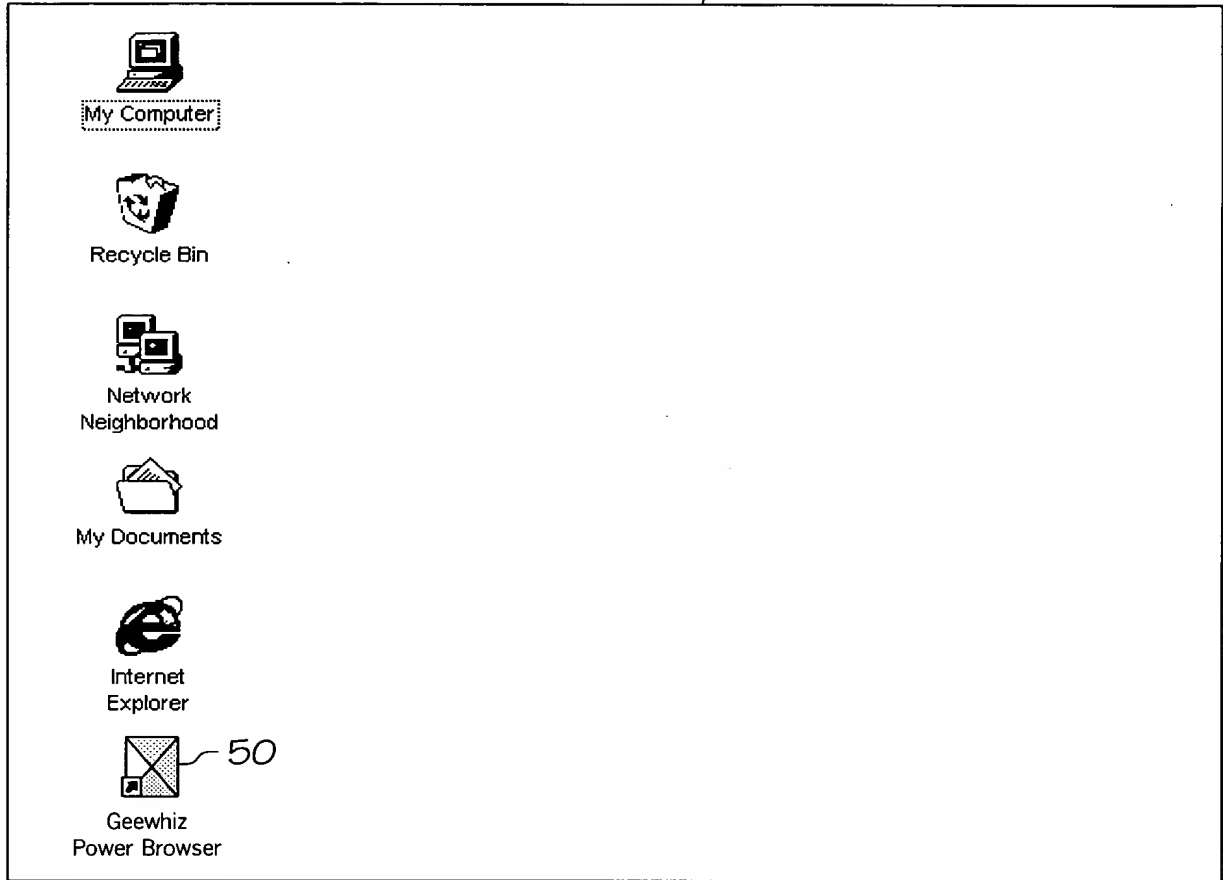 My Computer
Recycle Bin
Network
Neighborhood
My Documents
Internet
Explorer
50
Geewhiz
Power Browser